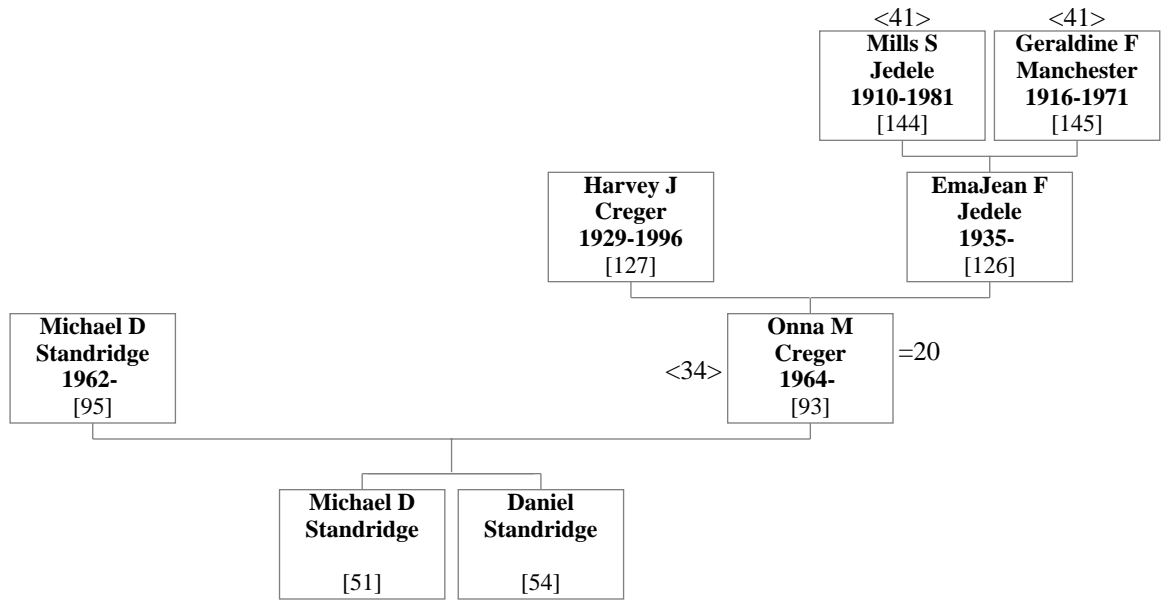 <41>
<41>
Mills S
Jedele
1910-1981
[144]
Geraldine F
Manchester
1916-1971
[145]
Harvey J
Creger
1929-1996
[127]
EmaJean F
Jedele
1935-
[126]
Michael D
Standridge
1962-
[95]
<34>
Onna M
Creger
1964-
[93]
=20
Michael D
Standridge
[51]
Daniel
Standridge
[54]